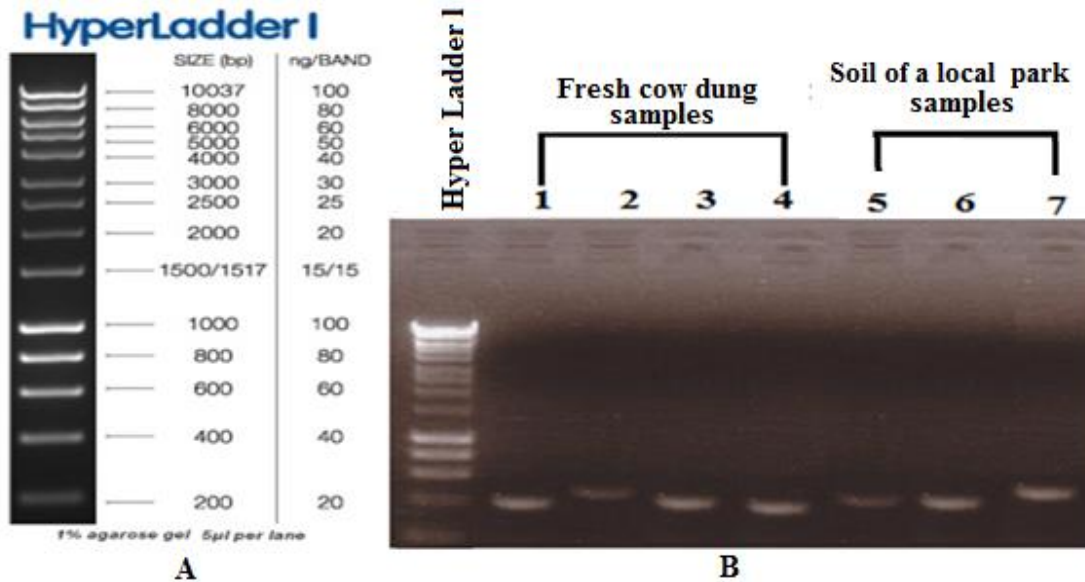 HyperLadder I
SIZE (bp) ng/BAND
10037 100
8000 80
6000 60
5000 50
4000 40
3000 30
2500 25
2000 20
1500/1517 15/15
1000 100
800 80
600 60
400 40
200 20
1% agarose gel 5µl per lane
A
Hyper Ladder I
Fresh cow dung
samples
Soil of a local park
samples
1 2 3 4 5 6 7
B